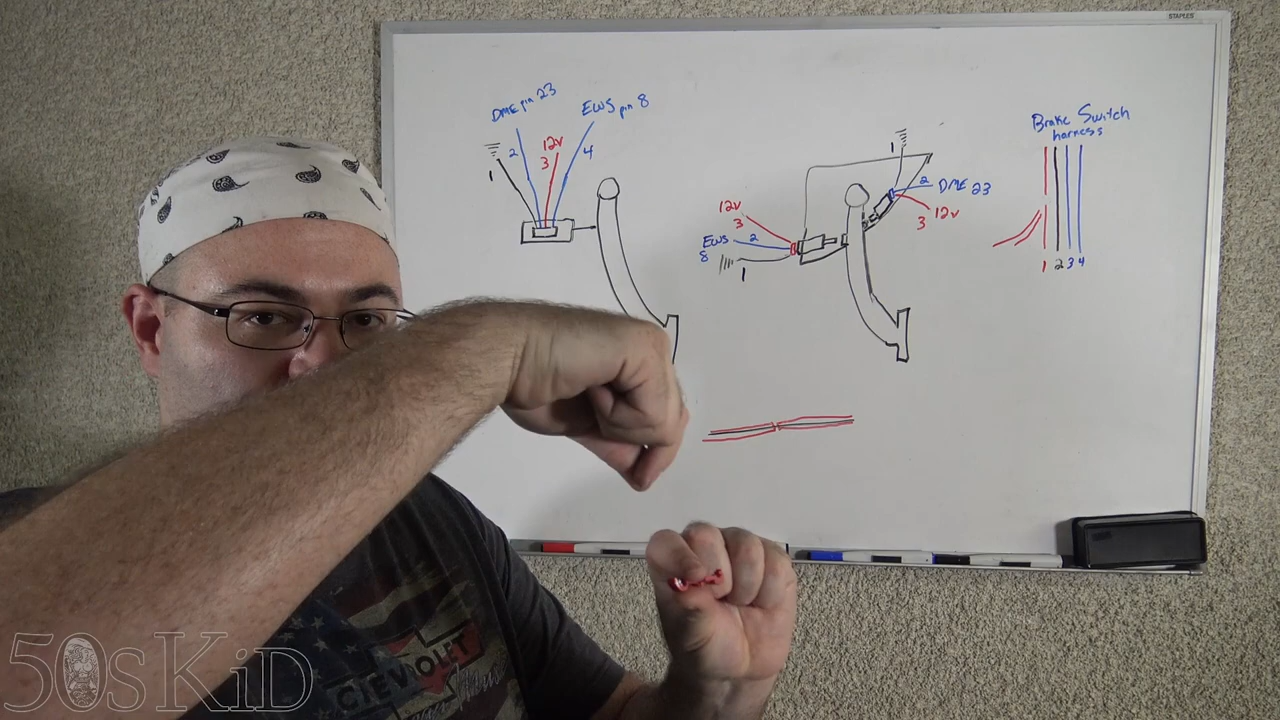 STAPLES
DME pin 23
EWS pin 8
12v
1
2
3
4
1
2
DME 23
12v
3
12v
3
EWS
2
8
1
Brake Switch
harness
1 2 3 4
CHEVROLET
50sKiD